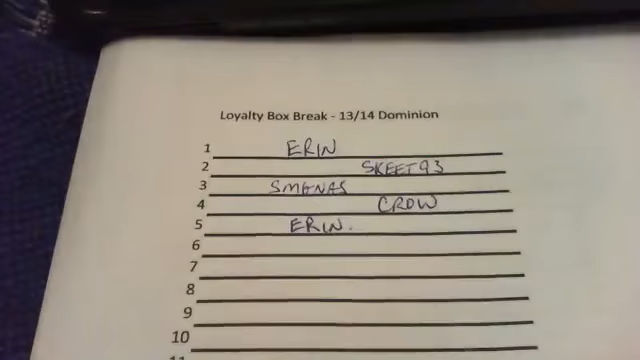 Loyalty Box Break - 13/14 Dominion
1 ERIN
2 SKEET93
3 SMGNAS
4 CROW
5 ERIN.
6
7
8
9
10
11